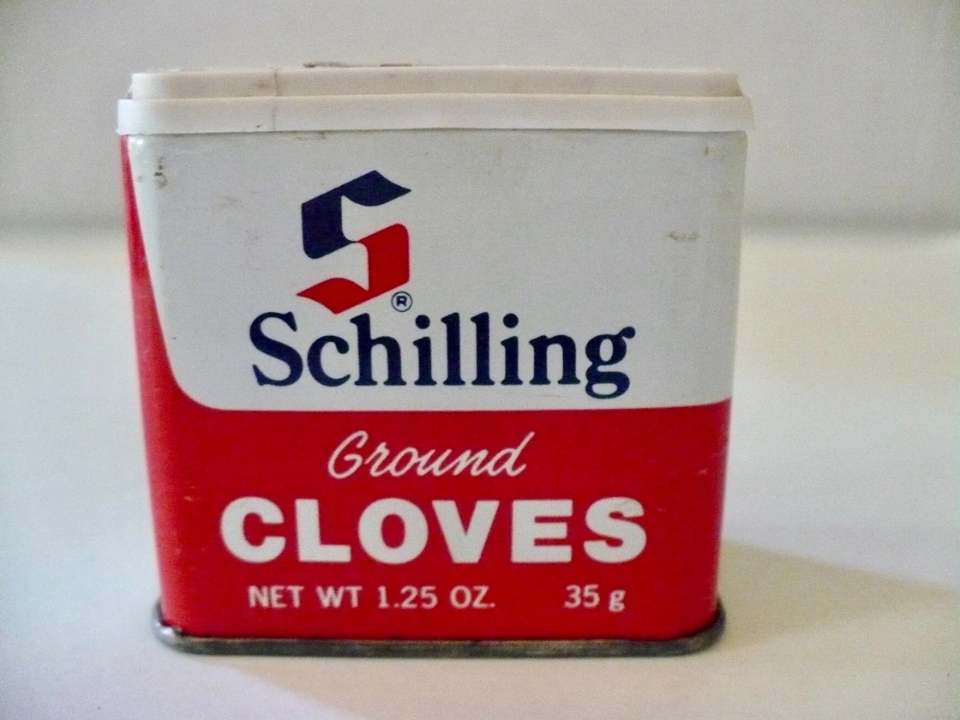 S®
Schilling
Ground
CLOVES
NET WT 1.25 OZ. 35 g